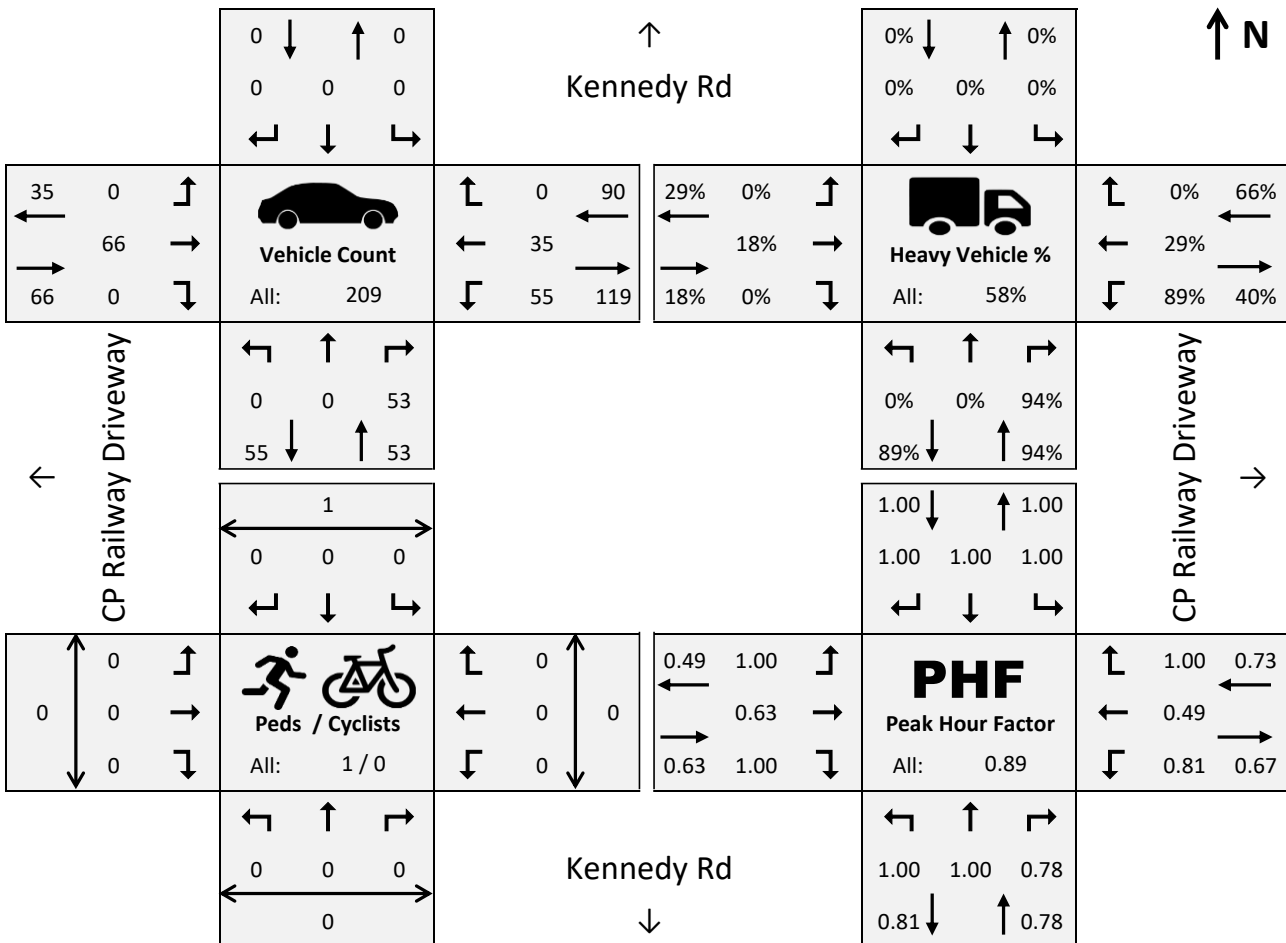 0 0
0 0 0
Kennedy Rd
0% 0%
0% 0% 0%
N
35 0
66
66 0
Vehicle Count
All: 209
0 90
35
55 119
0 0 53
55 53
29% 0%
18%
18% 0%
Heavy Vehicle %
All: 58%
0% 66%
29%
89% 40%
0% 0% 94%
89% 94%
CP Railway Driveway
CP Railway Driveway
1
0 0 0
0
0
0
0
Peds / Cyclists
All: 1 / 0
0
0
0
0
0 0 0
0
Kennedy Rd
1.00 1.00
1.00 1.00 1.00
0.49 1.00
0.63
0.63 1.00
PHF
Peak Hour Factor
All: 0.89
1.00 0.73
0.49
0.81 0.67
1.00 1.00 0.78
0.81 0.78